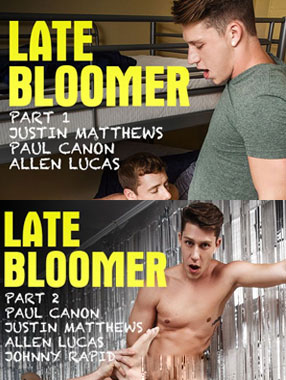 LATE
BLOOMER
PART 1
JUSTIN MATTHEWS
PAUL CANON
ALLEN LUCAS
LATE
BLOOMER
PART 2
PAUL CANON
JUSTIN MATTHEWS
ALLEN LUCAS
JOHNNY RAPID